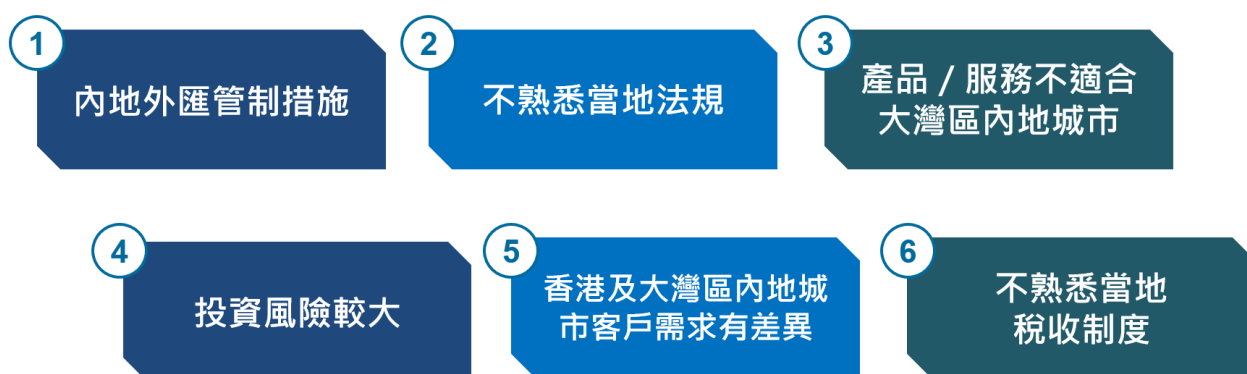 1
內地外匯管制措施
2
不熟悉當地法規
3
產品 / 服務不適合
大灣區內地城市
4
投資風險較大
5
香港及大灣區內地城
市客戶需求有差異
6
不熟悉當地
稅收制度